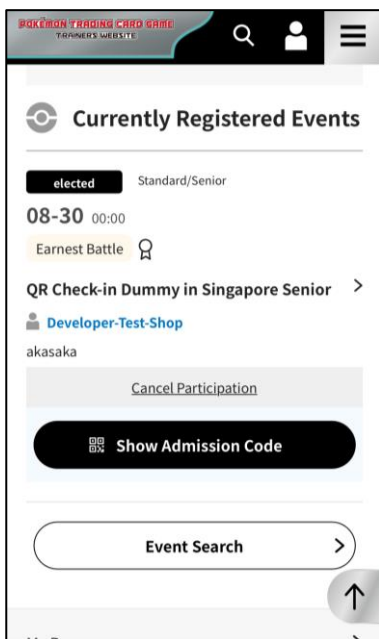 POKÉMON TRADING CARD GAME
TRAINERS WEBSITE
Currently Registered Events
elected
Standard/Senior
08-30 00:00
Earnest Battle
QR Check-in Dummy in Singapore Senior
Developer-Test-Shop
akasaka
Cancel Participation
Show Admission Code
Event Search